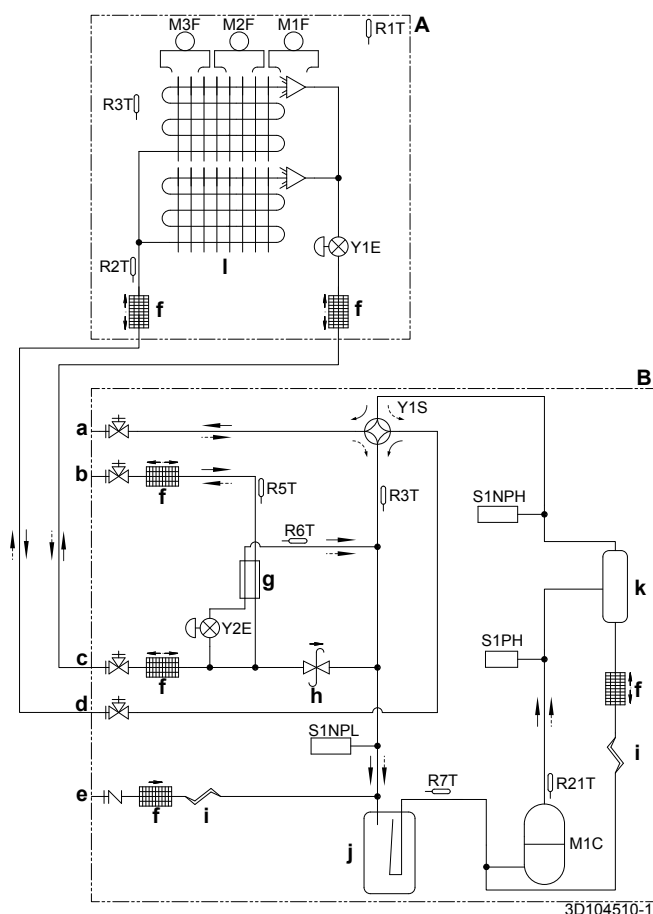 M3F M2F M1F
R1T
A
R3T
Y1E
R2T
l
f
f
B
a
Y1S
b
f
R5T
R3T
S1NPH
R6T
g
k
Y2E
S1PH
c
f
h
f
d
S1NPL
i
e
f
i
R7T
R21T
j
M1C
3D104510-1